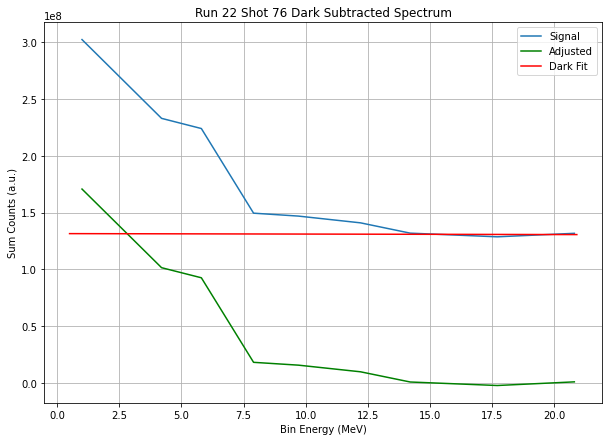 Run 22 Shot 76 Dark Subtracted Spectrum
1e8
Signal
Adjusted
Dark Fit
3.0
2.5
2.0
1.5
1.0
0.5
0.0
Sum Counts (a.u.)
0.0 2.5 5.0 7.5 10.0 12.5 15.0 17.5 20.0
Bin Energy (MeV)